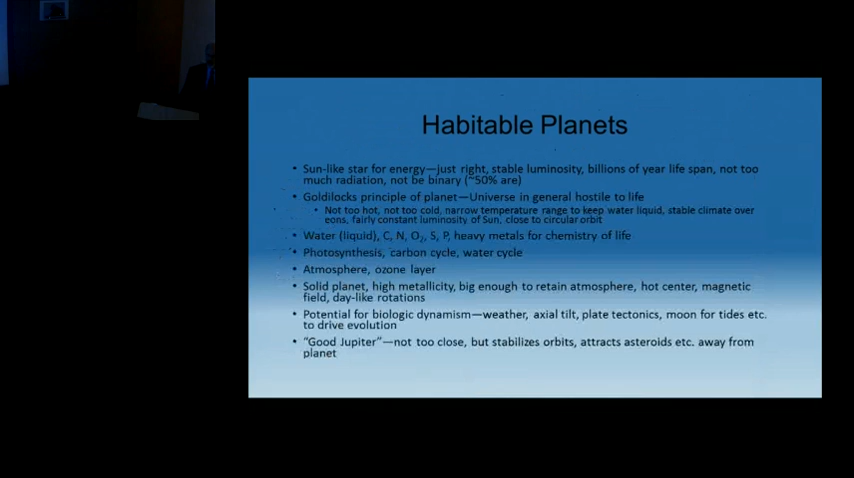 Habitable Planets
• Sun-like star for energy—just right, stable luminosity, billions of year life span, not too
much radiation, not be binary (~50% are)
• Goldilocks principle of planet—Universe in general hostile to life
• Not too hot, not too cold, narrow temperature range to keep water liquid, stable climate over
eons, fairly constant luminosity of Sun, close to circular orbit
• Water (liquid), C, N, O₂, S, P, heavy metals for chemistry of life
• Photosynthesis, carbon cycle, water cycle
• Atmosphere, ozone layer
• Solid planet, high metallicity, big enough to retain atmosphere, hot center, magnetic
field, day-like rotations
• Potential for biologic dynamism—weather, axial tilt, plate tectonics, moon for tides etc.
to drive evolution
• “Good Jupiter”—not too close, but stabilizes orbits, attracts asteroids etc. away from
planet